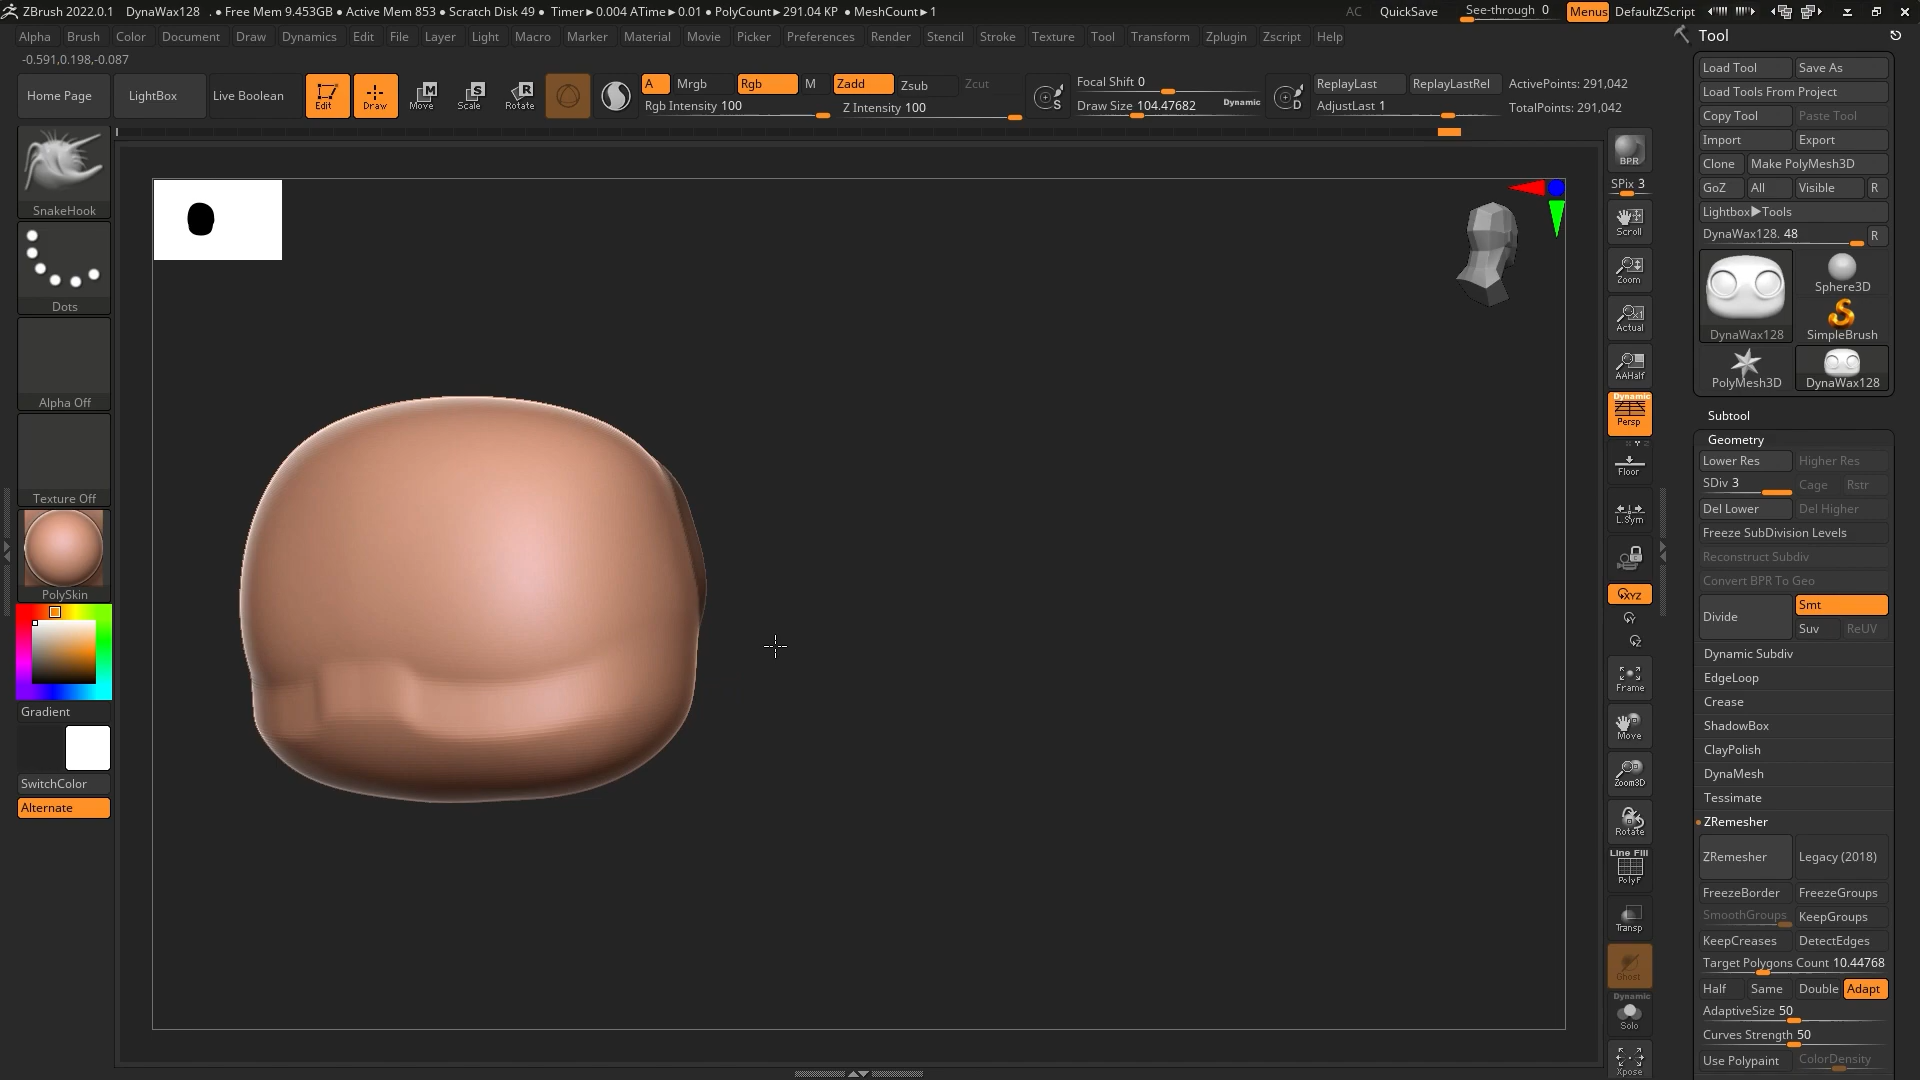 ZBrush 2022.0.1 DynaWax128 . ● Free Mem 9.453GB ● Active Mem 853 ● Scratch Disk 49 ● Timer▶0.004 ATime▶0.01 ● PolyCount▶291.04 KP ● MeshCount▶1 AC QuickSave See-through 0 Menus DefaultZScript
Alpha Brush Color Document Draw Dynamics Edit File Layer Light Macro Marker Material Movie Picker Preferences Render Stencil Stroke Texture Tool Transform Zplugin Zscript Help
-0.591,0.198,-0.087
Home Page LightBox Live Boolean Edit Draw Move Scale Rotate
A Mrgb Rgb M Zadd Zsub Zcut
Rgb Intensity 100 Z Intensity 100
Focal Shift 0
Draw Size 104.47682 Dynamic
ReplayLast ReplayLastRel ActivePoints: 291,042
AdjustLast 1 TotalPoints: 291,042
SnakeHook
Dots
Alpha Off
Texture Off
PolySkin
Gradient
SwitchColor
Alternate
BPR
SPix 3
Scroll
Zoom
Actual
AAHalf
Dynamic
Persp
Floor
L.Sym
XYZ
Y
Z
Frame
Move
Zoom3D
Rotate
Line Fill
PolyF
Transp
Ghost
Dynamic
Solo
Xpose
Tool
Load Tool Save As
Load Tools From Project
Copy Tool Paste Tool
Import Export
Clone Make PolyMesh3D
GoZ All Visible R
Lightbox▶Tools
DynaWax128. 48 R
Sphere3D
DynaWax128 SimpleBrush
PolyMesh3D DynaWax128
Subtool
Geometry
Lower Res Higher Res
SDiv 3 Cage Rstr
Del Lower Del Higher
Freeze SubDivision Levels
Reconstruct Subdiv
Convert BPR To Geo
Divide Smt
Suv ReUV
Dynamic Subdiv
EdgeLoop
Crease
ShadowBox
ClayPolish
DynaMesh
Tessimate
ZRemesher
ZRemesher Legacy (2018)
FreezeBorder FreezeGroups
SmoothGroups KeepGroups
KeepCreases DetectEdges
Target Polygons Count 10.44768
Half Same Double Adapt
AdaptiveSize 50
Curves Strength 50
Use Polypaint ColorDensity